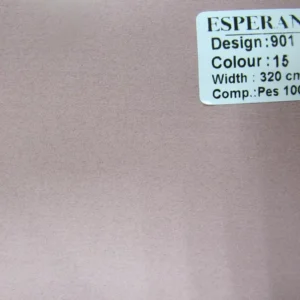 ESPERAN
Design:901
Colour:15
Width : 320 cm
Comp.:Pes 100